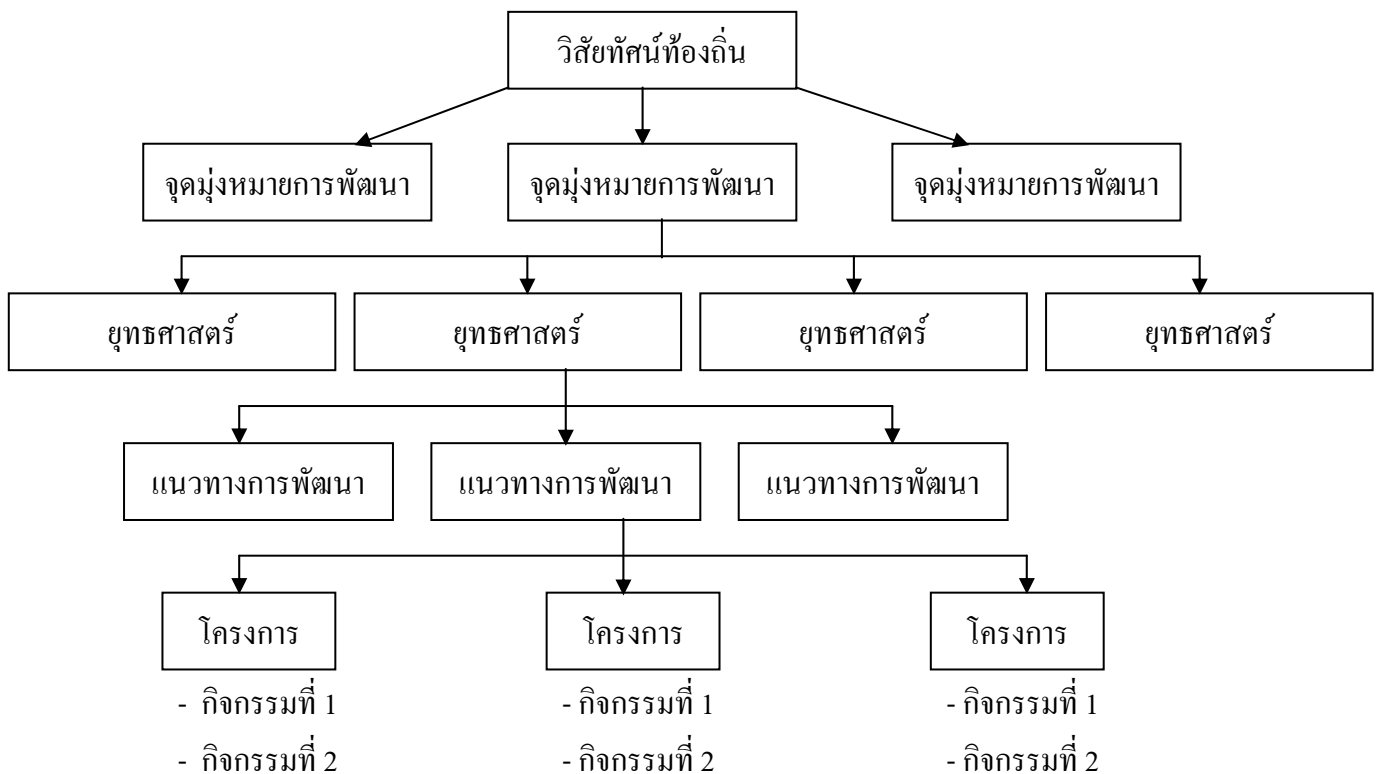 วิสัยทัศน์ท้องถิ่น
จุดมุ่งหมายการพัฒนา จุดมุ่งหมายการพัฒนา จุดมุ่งหมายการพัฒนา
ยุทธศาสตร์ ยุทธศาสตร์ ยุทธศาสตร์ ยุทธศาสตร์
แนวทางการพัฒนา แนวทางการพัฒนา แนวทางการพัฒนา
โครงการ โครงการ โครงการ
- กิจกรรมที่ 1 - กิจกรรมที่ 1 - กิจกรรมที่ 1
- กิจกรรมที่ 2 - กิจกรรมที่ 2 - กิจกรรมที่ 2